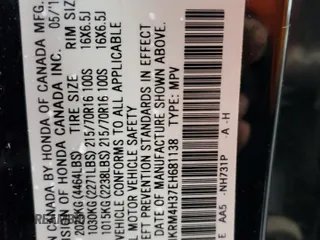 N CANADA BY HONDA OF CANADA MFG.
SION OF HONDA CANADA INC. 05/1
TIRE SIZE RIM SIZE
2025KG(4464LBS)
1030KG(2271LBS) 215/70R16 100S 16X6.5J
1015KG(2238LBS) 215/70R16 100S 16X6.5J
VEHICLE CONFORMS TO ALL APPLICABLE
MOTOR VEHICLE SAFETY
EFT PREVENTION STANDARDS IN EFFECT
OF MANUFACTURE SHOWN ABOVE.
KRM4H37EH681138 TYPE: MPV
E AA5 -NH731P -A -H